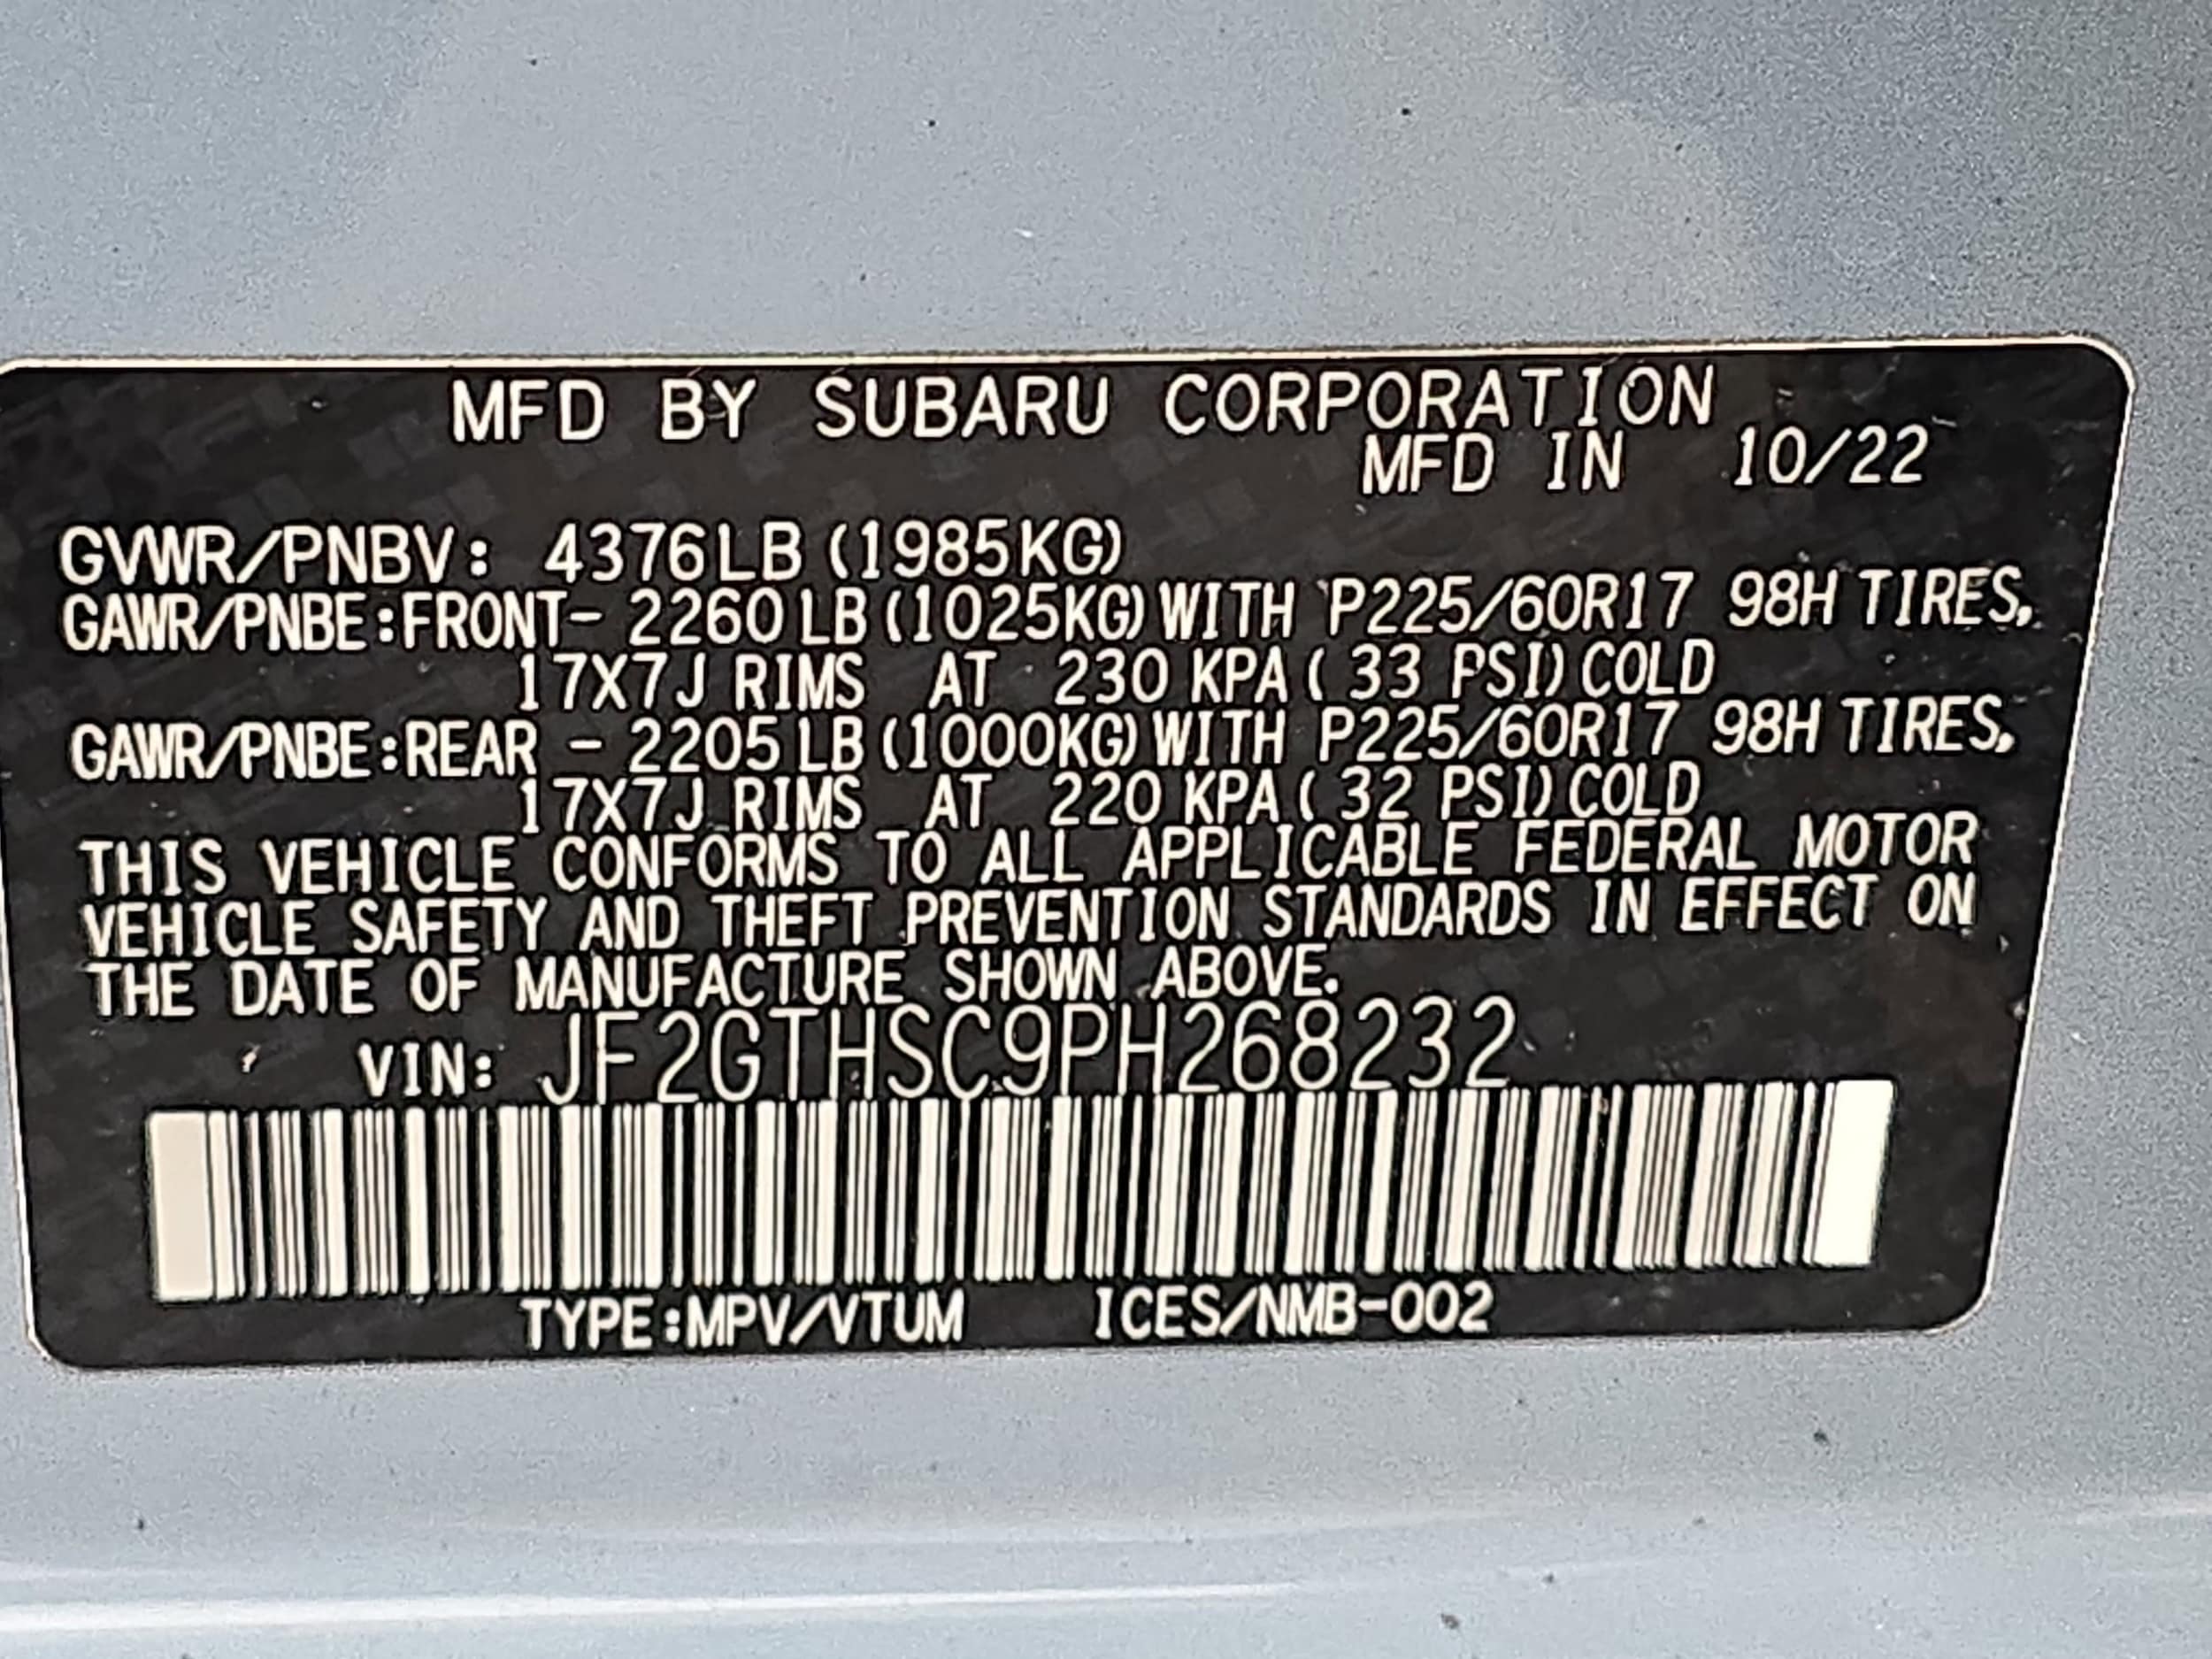 MFD BY SUBARU CORPORATION
MFD IN 10/22
GVWR/PNBV: 4376LB (1985KG)
GAWR/PNBE:FRONT- 2260LB (1025KG) WITH P225/60R17 98H TIRES,
17X7J RIMS AT 230 KPA ( 33 PSI) COLD
GAWR/PNBE:REAR - 2205LB (1000KG) WITH P225/60R17 98H TIRES,
17X7J RIMS AT 220 KPA ( 32 PSI) COLD
THIS VEHICLE CONFORMS TO ALL APPLICABLE FEDERAL MOTOR
VEHICLE SAFETY AND THEFT PREVENTION STANDARDS IN EFFECT ON
THE DATE OF MANUFACTURE SHOWN ABOVE.
VIN: JF2GTHSC9PH268232
TYPE:MPV/VTUM ICES/NMB-002